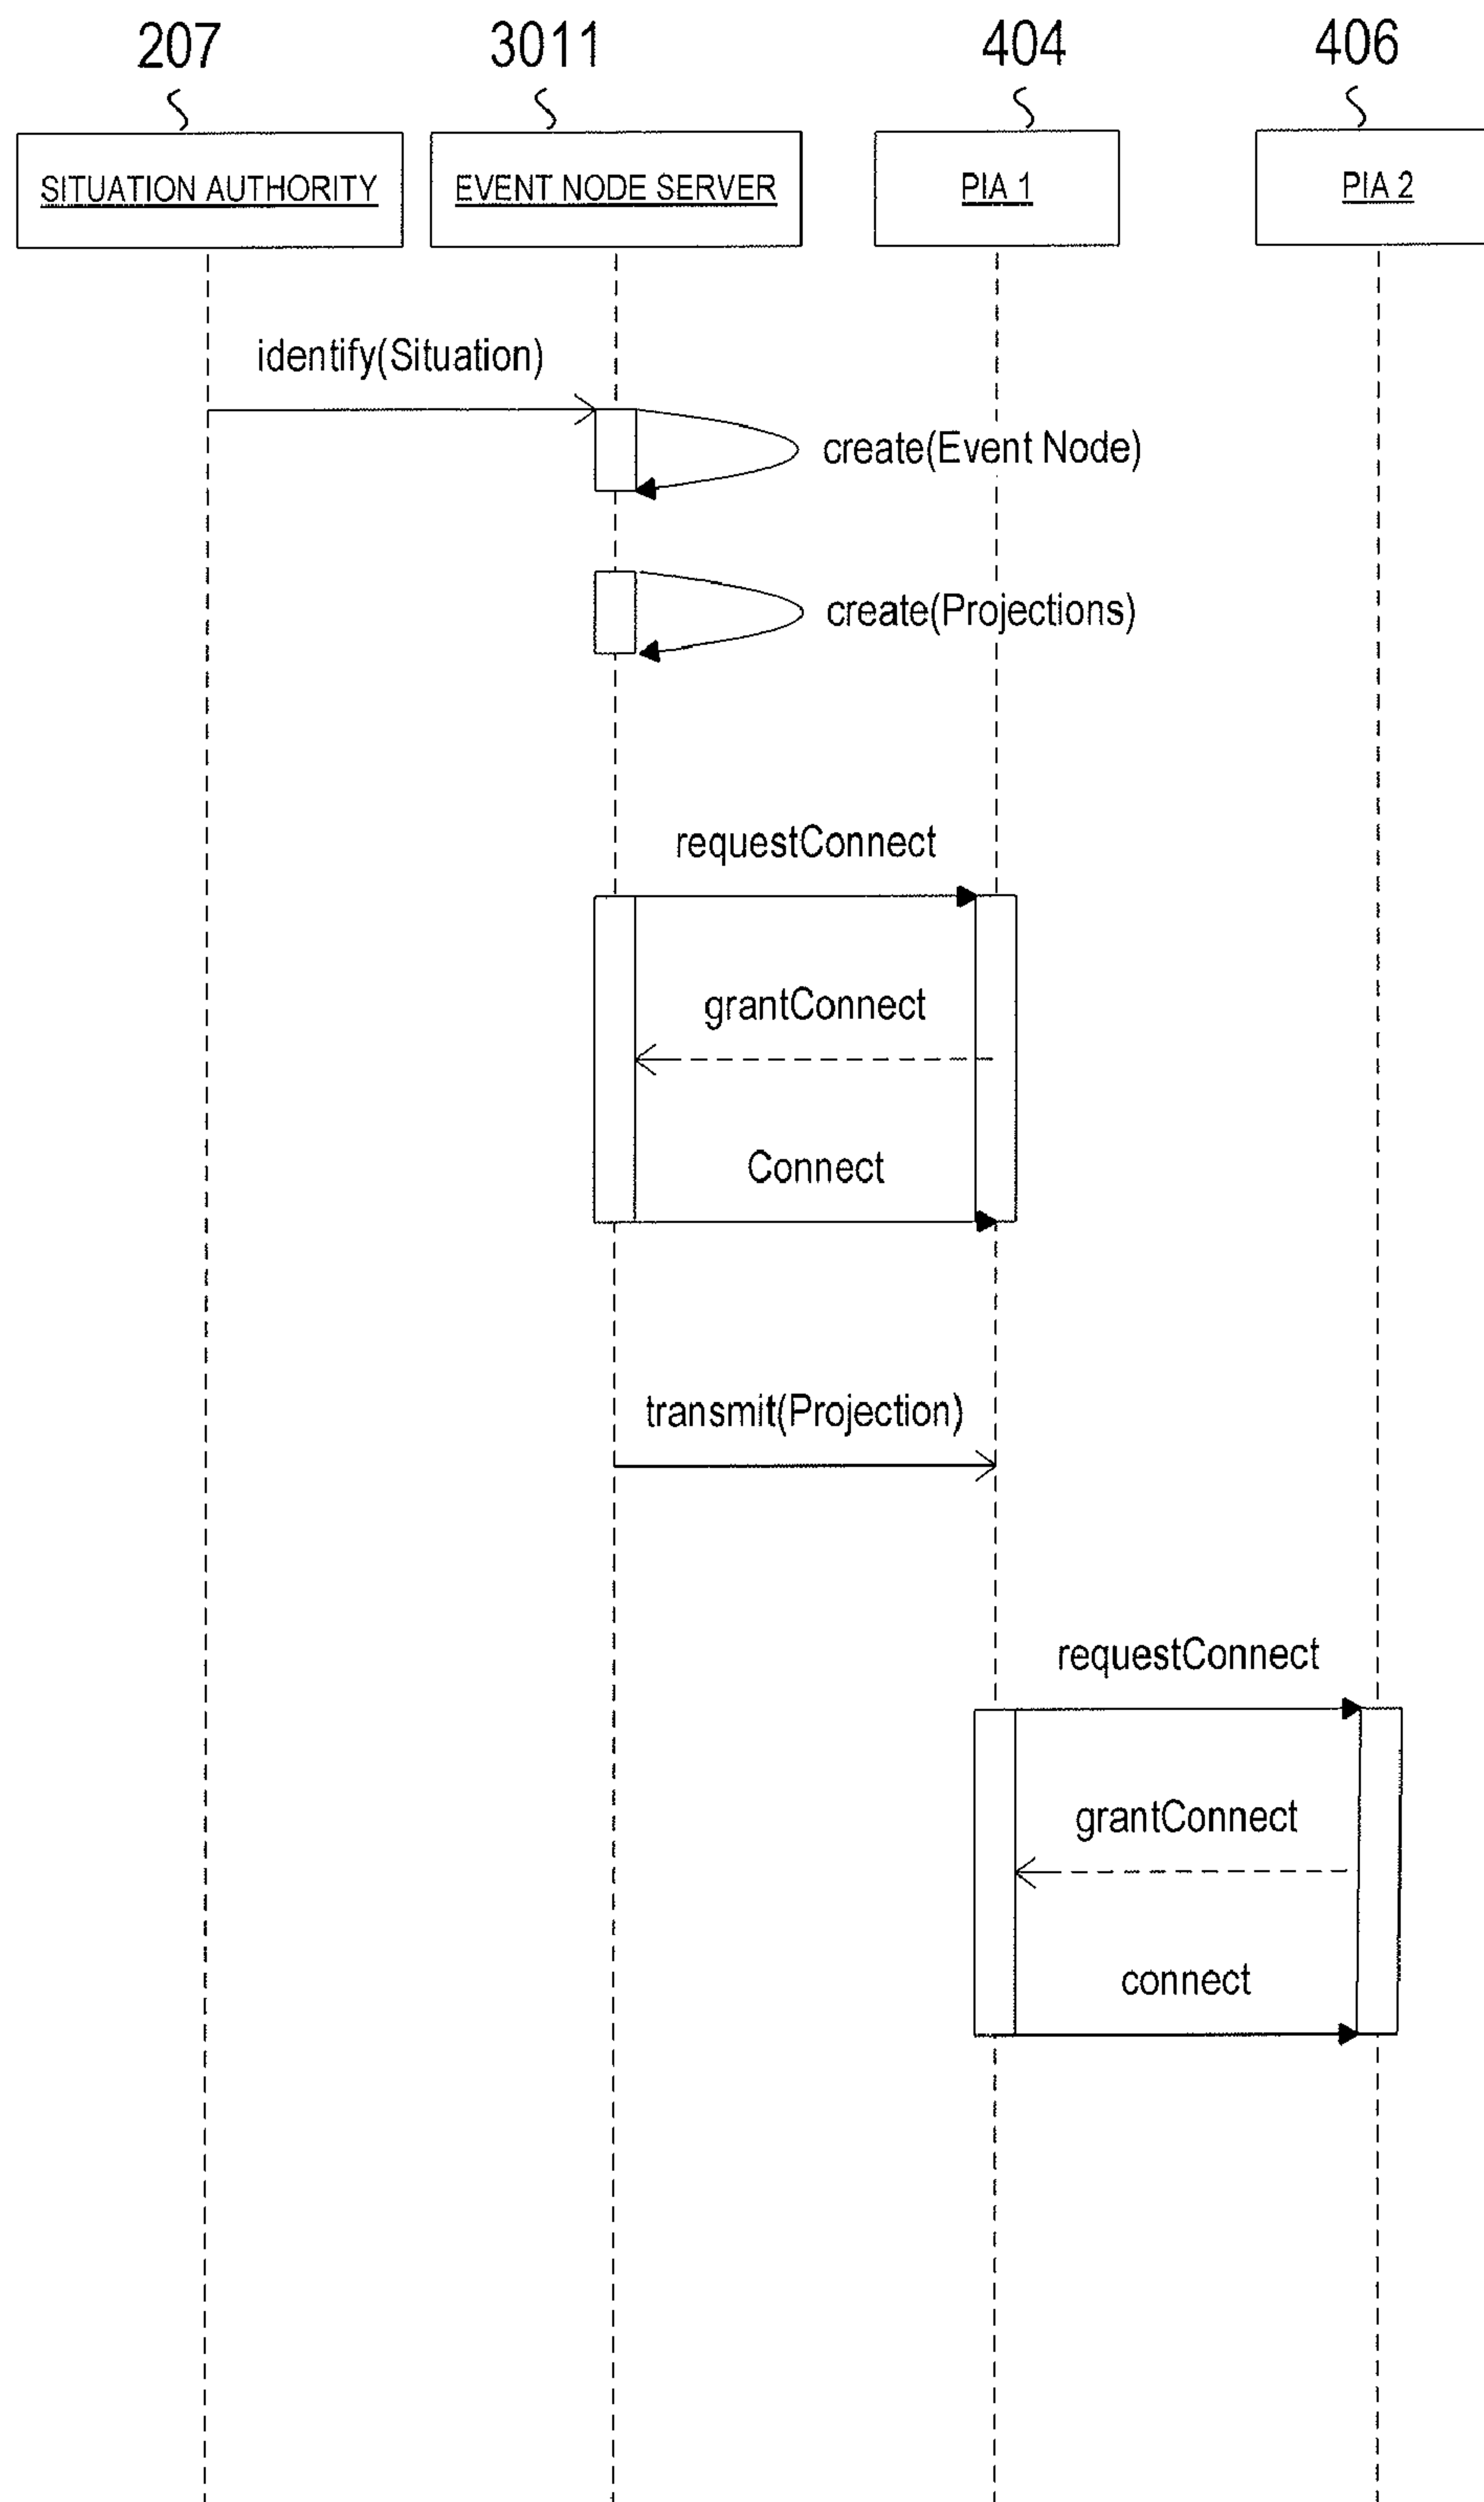 207 3011 404 406
SITUATION AUTHORITY EVENT NODE SERVER PIA 1 PIA 2
identify(Situation)
create(Event Node)
create(Projections)
requestConnect
grantConnect
Connect
transmit(Projection)
requestConnect
grantConnect
connect